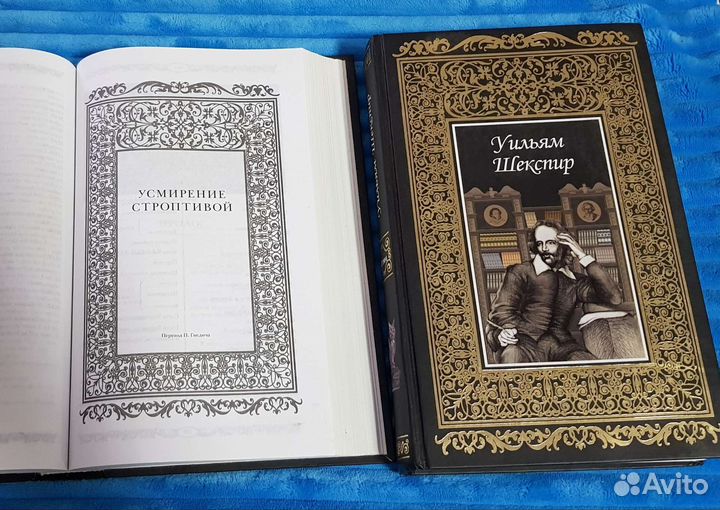 УСМИРЕНИЕ
СТРОПТИВОЙ
Перевод П. Гнедича
Уильям
Шекспир
Avito